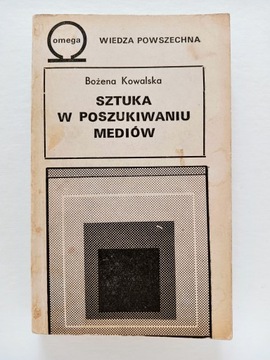 omega
WIEDZA POWSZECHNA
Bożena Kowalska
SZTUKA
W POSZUKIWANIU
MEDIÓW